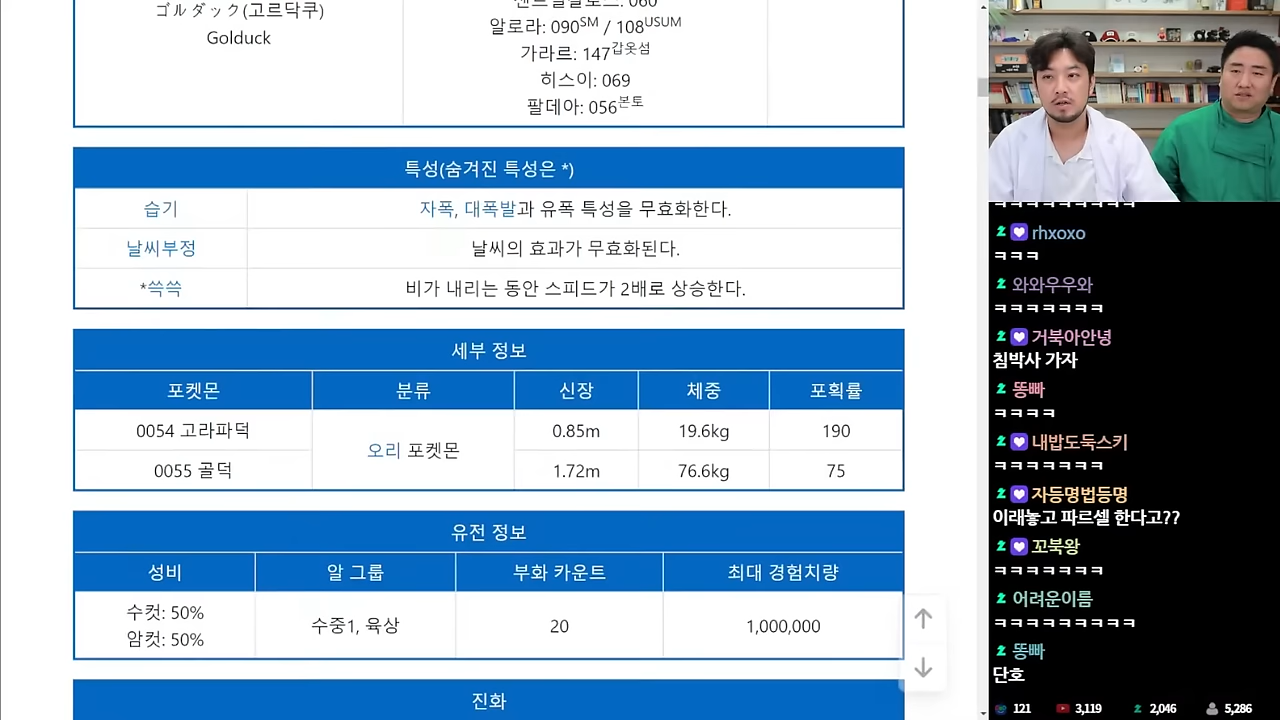 ゴルダック(고르닥쿠)
Golduck
알로라: 090SM / 108USUM
가라르: 147갑옷섬
히스이: 069
팔데아: 056본토
특성(숨겨진 특성은 *)
습기 자폭, 대폭발과 유폭 특성을 무효화한다.
날씨부정 날씨의 효과가 무효화된다.
*쓱쓱 비가 내리는 동안 스피드가 2배로 상승한다.
세부 정보
포켓몬 분류 신장 체중 포획률
0054 고라파덕 오리 포켓몬 0.85m 19.6kg 190
0055 골덕 1.72m 76.6kg 75
유전 정보
성비 알 그룹 부화 카운트 최대 경험치량
수컷: 50%
암컷: 50%
수중1, 육상 20 1,000,000
진화
rhxoxo
ㅋㅋㅋ
와와우우와
ㅋㅋㅋㅋㅋㅋㅋ
거북아안녕
침박사 가자
똥빠
ㅋㅋㅋㅋ
내밥도둑스키
ㅋㅋㅋㅋㅋㅋㅋ
자등명법등명
이래놓고 파르셀 한다고??
꼬북왕
ㅋㅋㅋㅋㅋㅋㅋ
어려운이름
ㅋㅋㅋㅋㅋㅋㅋㅋㅋ
똥빠
단호
121 3,119 2,046 5,286